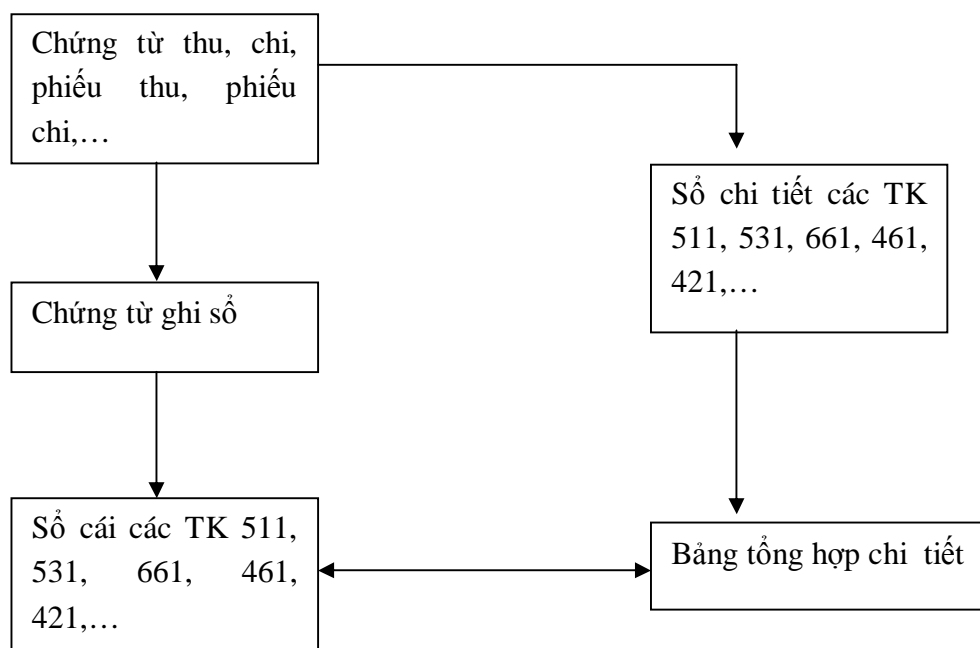 Chứng từ thu, chi,
phiếu thu, phiếu
chi,…
Sổ chi tiết các TK
511, 531, 661, 461,
421,…
Chứng từ ghi sổ
Sổ cái các TK 511,
531, 661, 461,
421,…
Bảng tổng hợp chi tiết